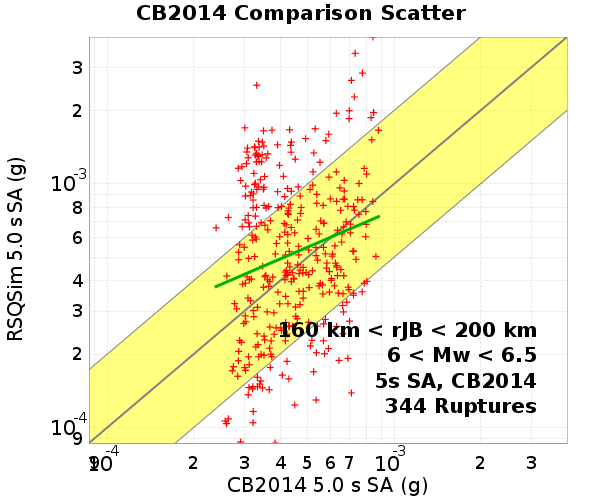 CB2014 Comparison Scatter
RSQSim 5.0 s SA (g)
3
2
10-3
8
6
4
3
2
10-4
9
160 km < rJB < 200 km
6 < Mw < 6.5
5s SA, CB2014
344 Ruptures
9 10-4 2 3 4 5 6 7 10-3 2 3
CB2014 5.0 s SA (g)